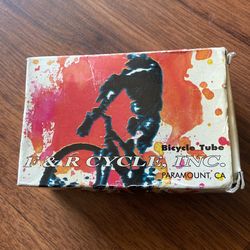 Bicycle Tube
F & R CYCLE, INC.
PARAMOUNT, CA